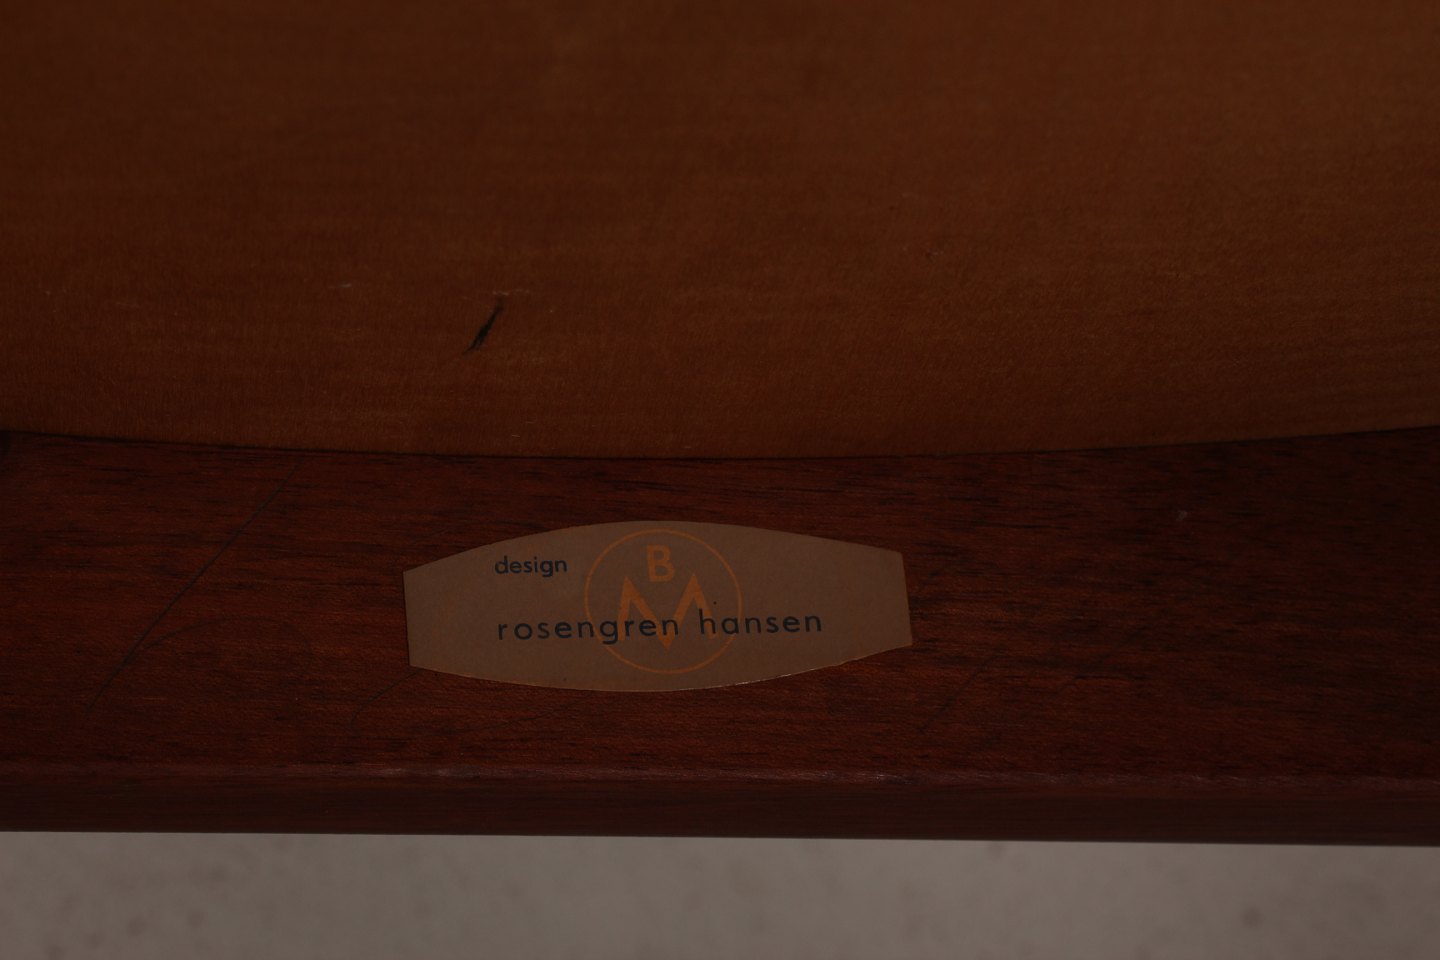 design
B
M
rosengren hansen